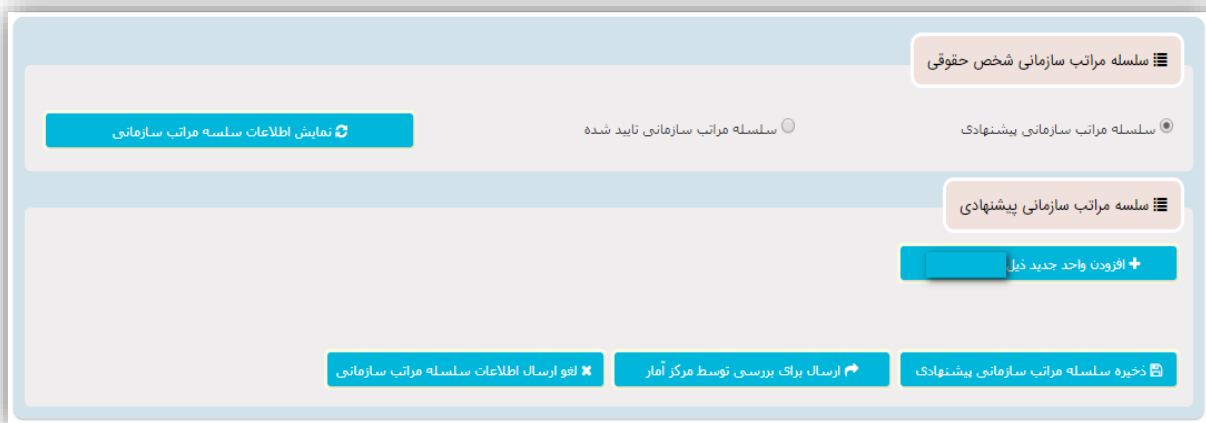 سلسله مراتب سازمانی شخص حقوقی
سلسله مراتب سازمانی پیشنهادی
سلسله مراتب سازمانی تایید شده
نمایش اطلاعات سلسه مراتب سازمانی
سلسه مراتب سازمانی پیشنهادی
افزودن واحد جدید ذیل
ذخیره سلسله مراتب سازمانی پیشنهادی
ارسال برای بررسی توسط مرکز آمار
لغو ارسال اطلاعات سلسله مراتب سازمانی